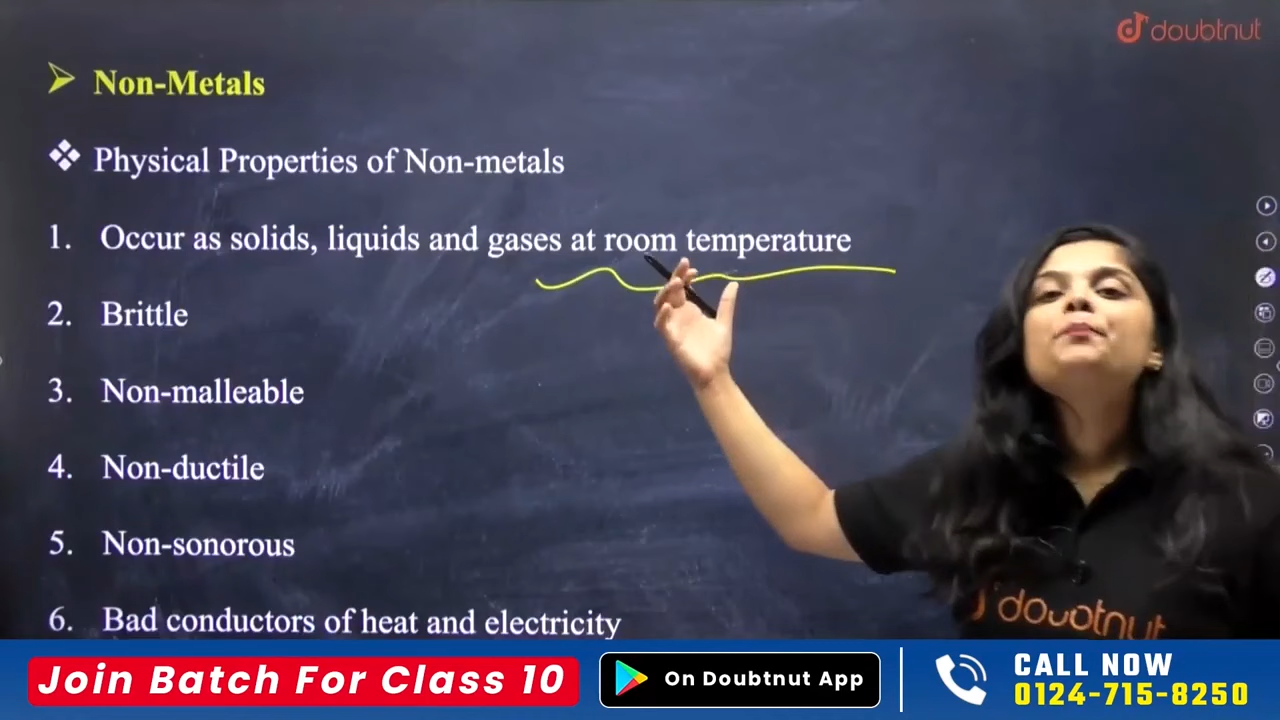 doubtnut
Non-Metals
Physical Properties of Non-metals
1. Occur as solids, liquids and gases at room temperature
2. Brittle
3. Non-malleable
4. Non-ductile
5. Non-sonorous
6. Bad conductors of heat and electricity
doubtnut
Join Batch For Class 10
On Doubtnut App
CALL NOW
0124-715-8250